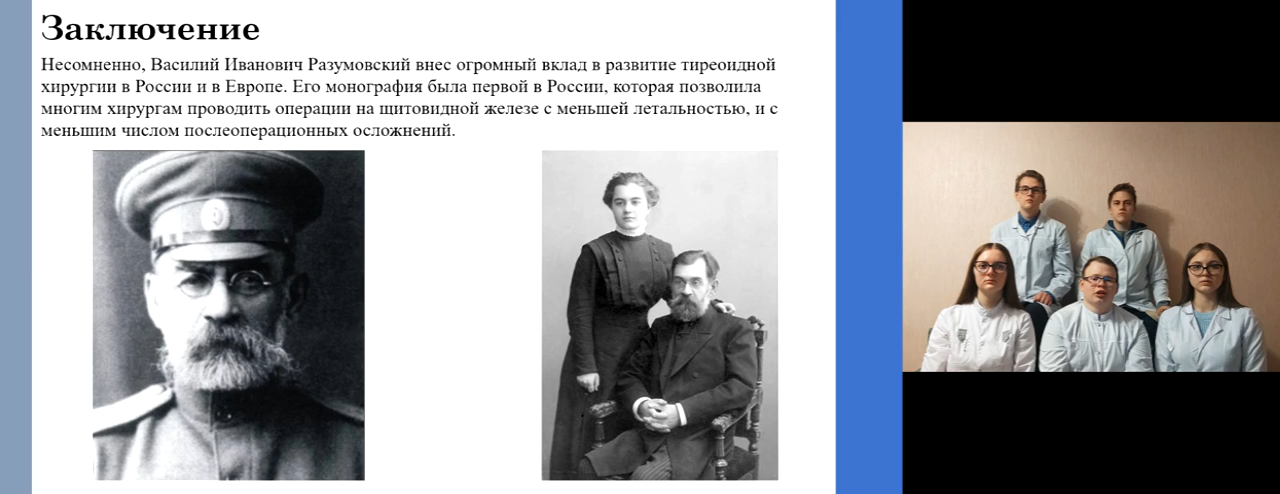 Заключение
Несомненно, Василий Иванович Разумовский внес огромный вклад в развитие тиреоидной
хирургии в России и в Европе. Его монография была первой в России, которая позволила
многим хирургам проводить операции на щитовидной железе с меньшей летальностью, и с
меньшим числом послеоперационных осложнений.